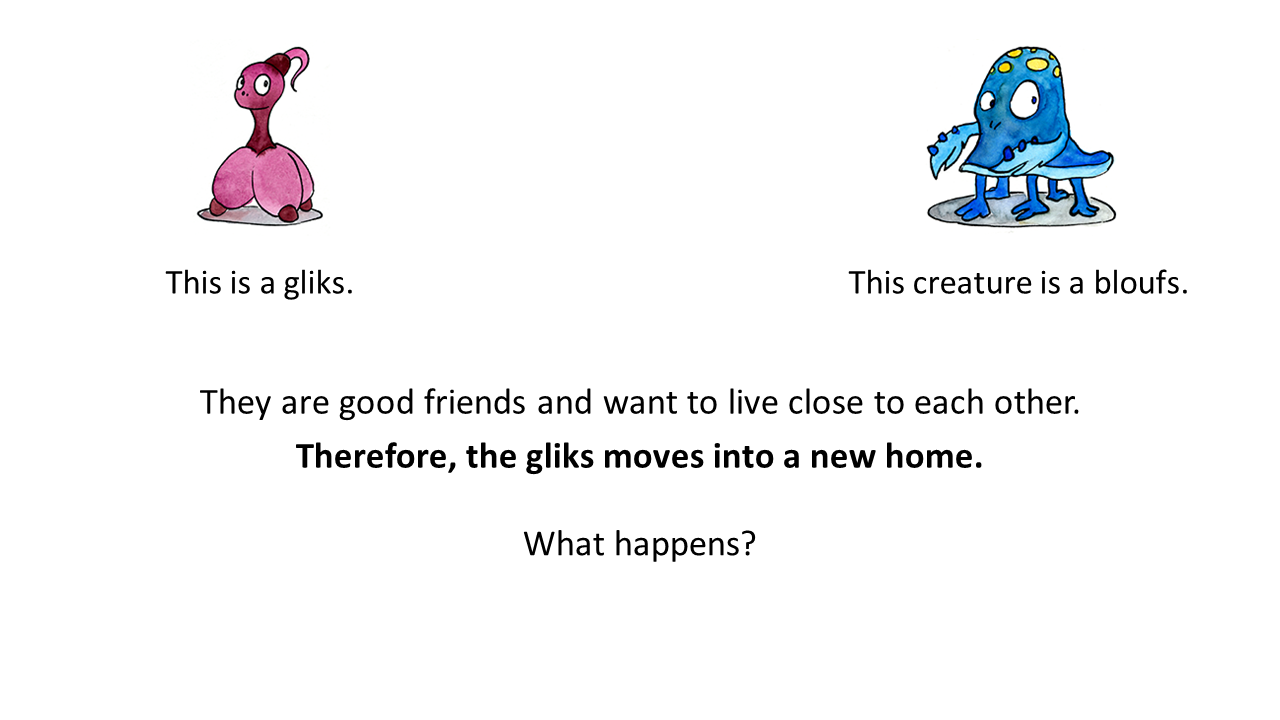 This is a gliks.
This creature is a bloufs.
They are good friends and want to live close to each other.
Therefore, the gliks moves into a new home.
What happens?